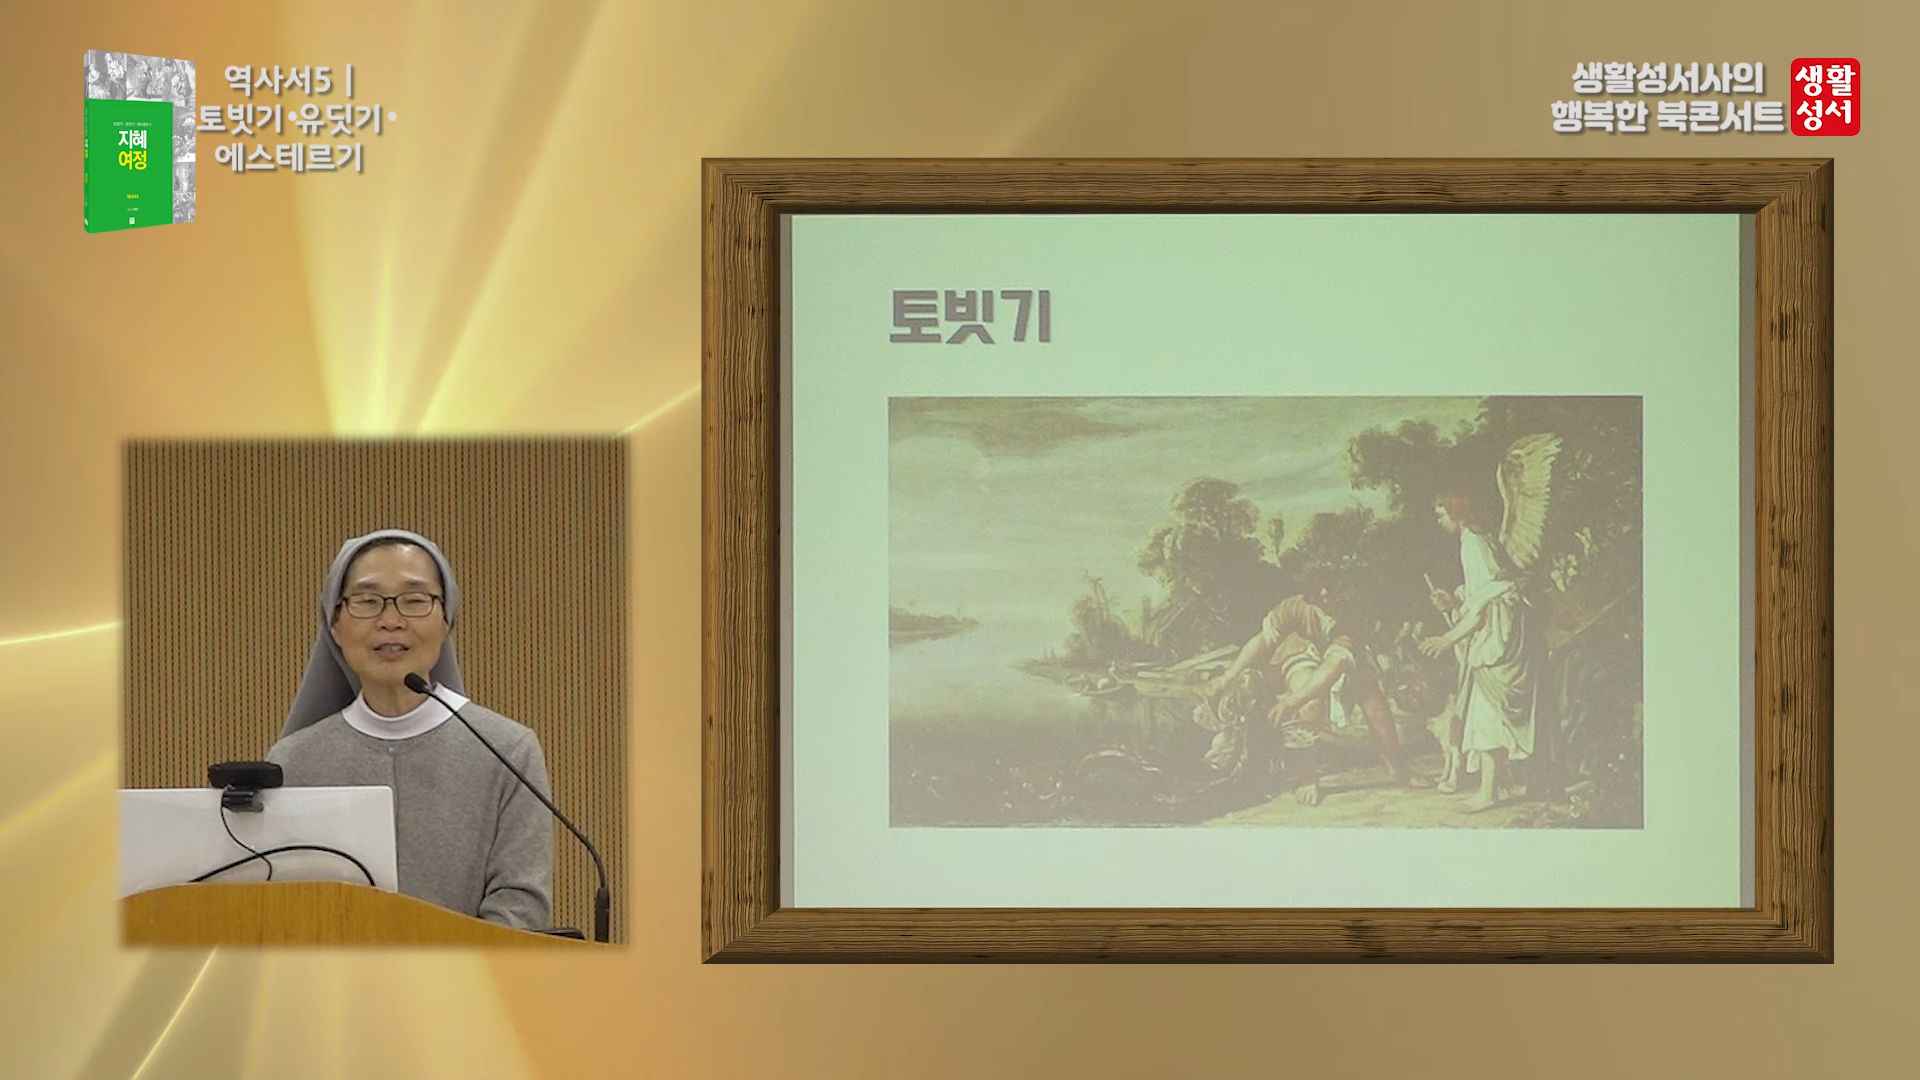 역사서5 |
토빗기•유딧기•
에스테르기
지혜
여정
생활성서사의
행복한 북콘서트
생활
성서
토빗기